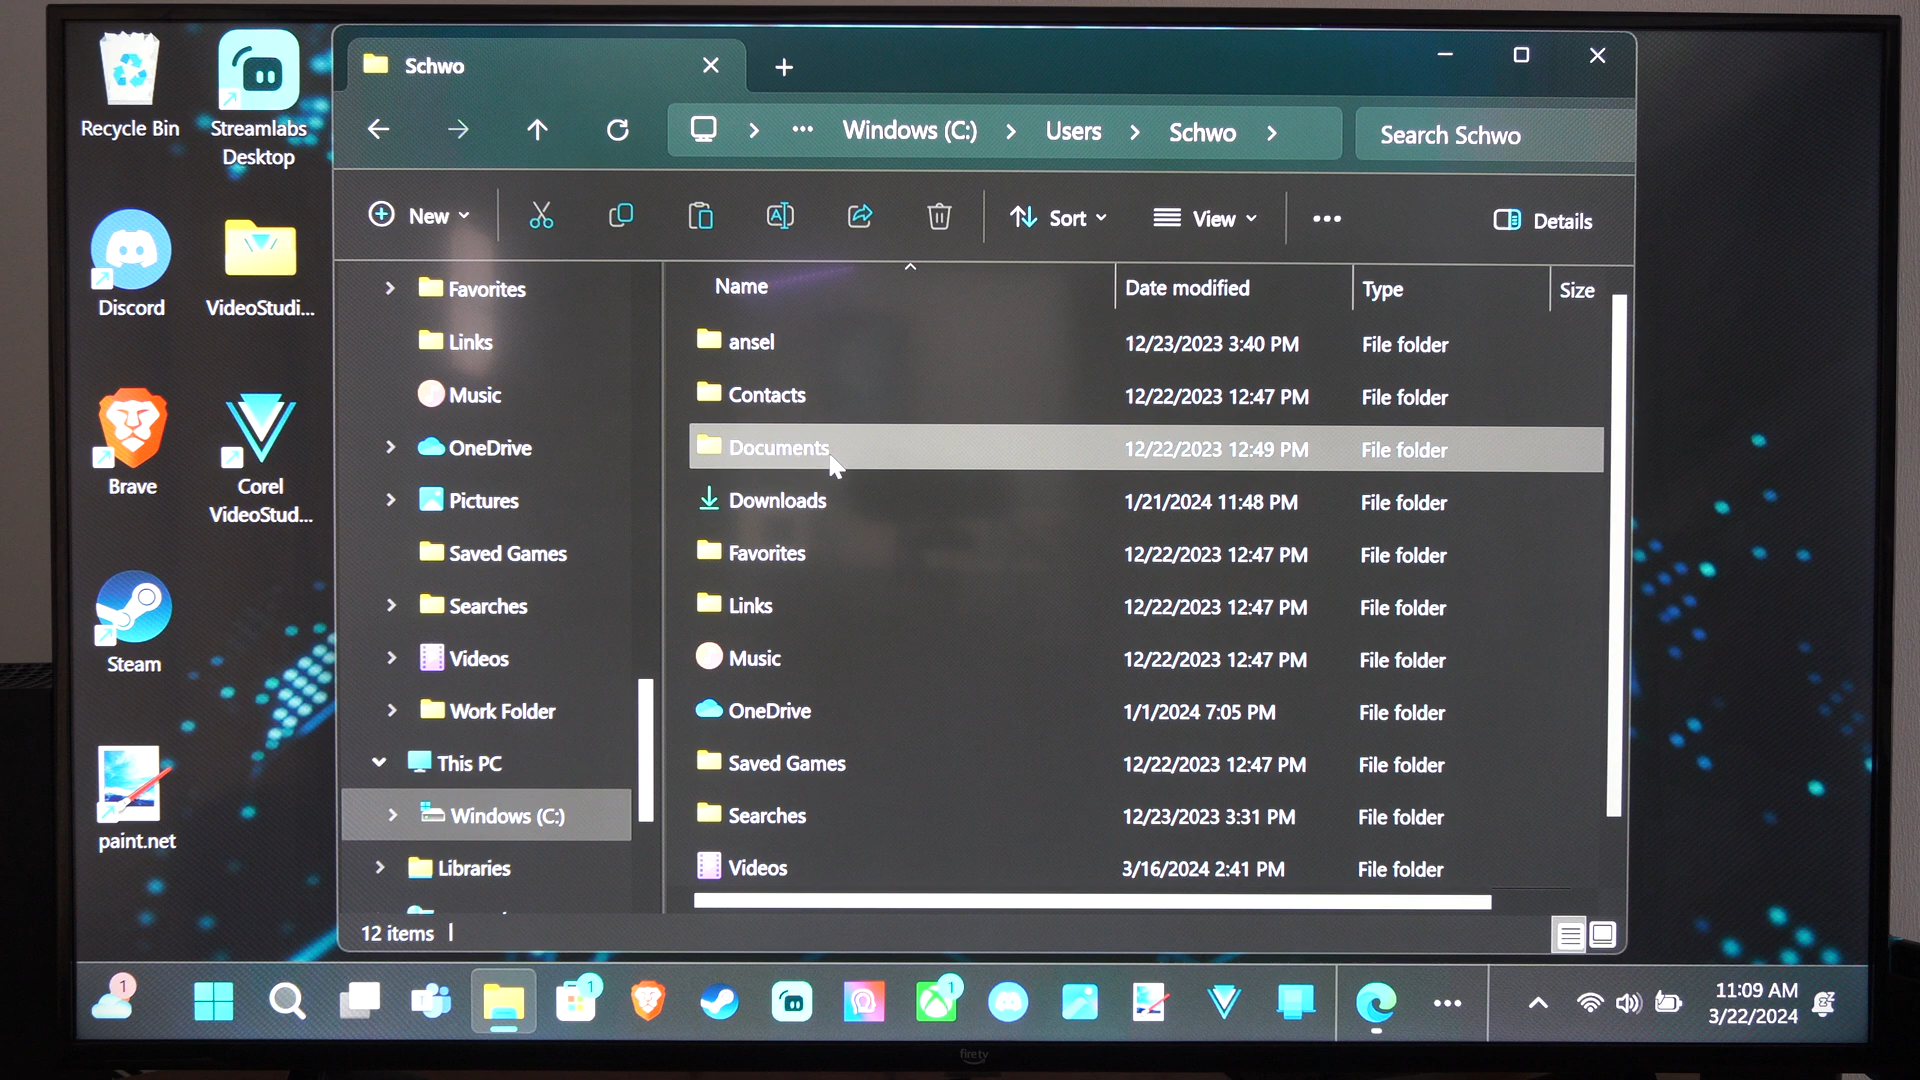 Recycle Bin
Streamlabs
Desktop
Discord
VideoStudi...
Brave
Corel
VideoStud...
Steam
paint.net
Schwo
Windows (C:)
Users
Schwo
Search Schwo
New
Sort
View
Details
Favorites
Links
Music
OneDrive
Pictures
Saved Games
Searches
Videos
Work Folder
This PC
Windows (C:)
Libraries
Name Date modified Type Size
ansel 12/23/2023 3:40 PM File folder
Contacts 12/22/2023 12:47 PM File folder
Documents 12/22/2023 12:49 PM File folder
Downloads 1/21/2024 11:48 PM File folder
Favorites 12/22/2023 12:47 PM File folder
Links 12/22/2023 12:47 PM File folder
Music 12/22/2023 12:47 PM File folder
OneDrive 1/1/2024 7:05 PM File folder
Saved Games 12/22/2023 12:47 PM File folder
Searches 12/23/2023 3:31 PM File folder
Videos 3/16/2024 2:41 PM File folder
12 items
1
1
1
11:09 AM
3/22/2024
firetv